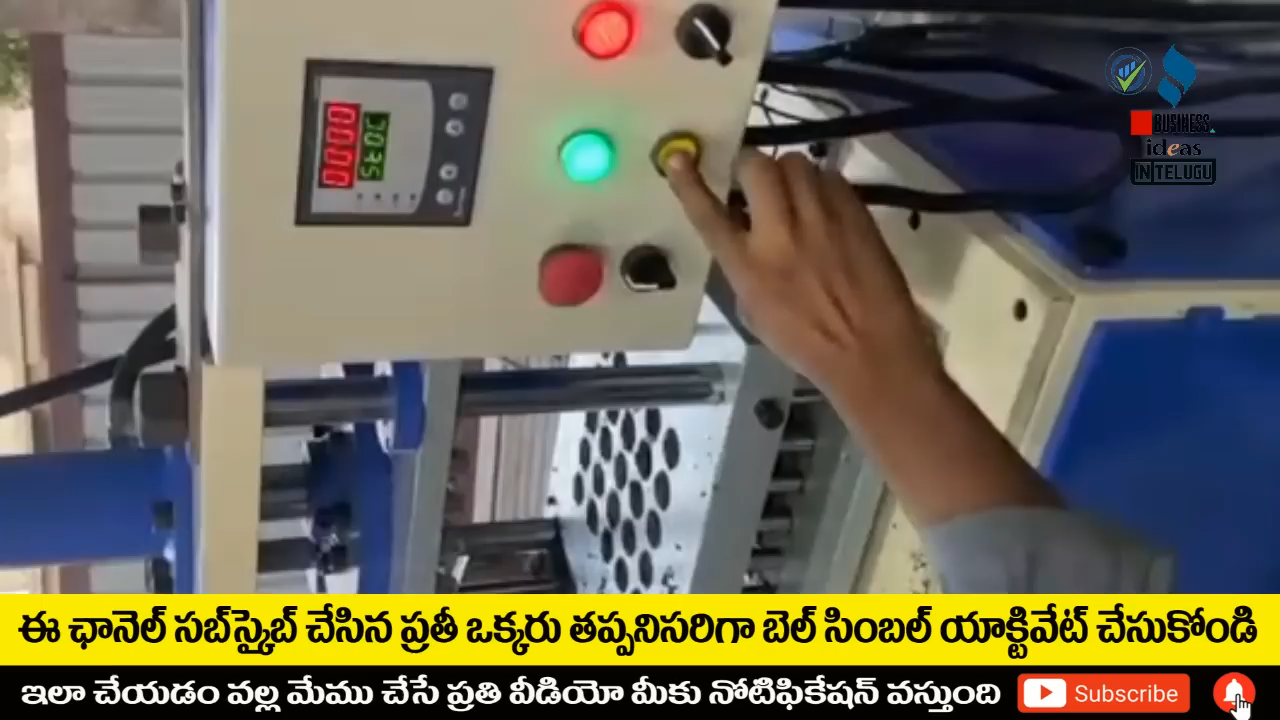 0000
7075
BUSINESS
ideas
IN TELUGU
ఈ ఛానెల్ సబ్‌స్క్రైబ్ చేసిన ప్రతీ ఒక్కరు తప్పనిసరిగా బెల్ సింబల్ యాక్టివేట్ చేసుకోండి
ఇలా చేయడం వల్ల మేము చేసే ప్రతి వీడియో మీకు నోటిఫికేషన్ వస్తుంది Subscribe